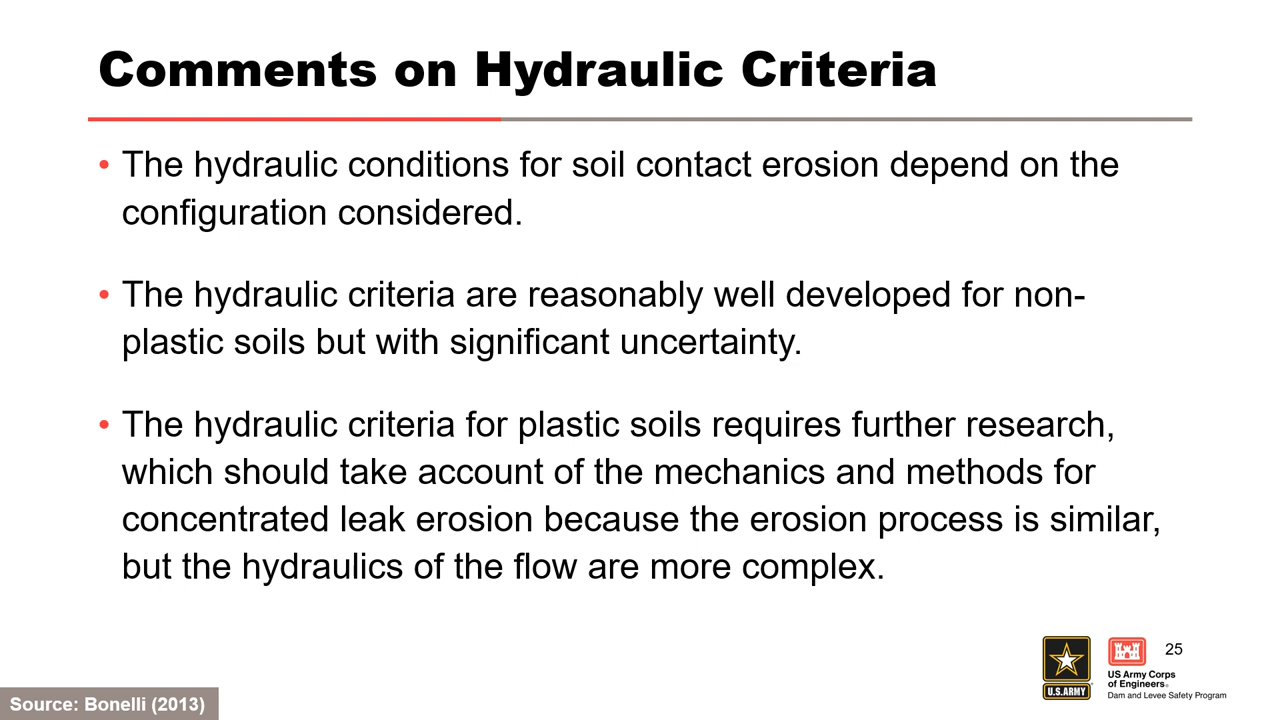 Comments on Hydraulic Criteria
• The hydraulic conditions for soil contact erosion depend on the
configuration considered.
• The hydraulic criteria are reasonably well developed for non-
plastic soils but with significant uncertainty.
• The hydraulic criteria for plastic soils requires further research,
which should take account of the mechanics and methods for
concentrated leak erosion because the erosion process is similar,
but the hydraulics of the flow are more complex.
25
U.S.ARMY
US Army Corps
of Engineers®
Dam and Levee Safety Program
Source: Bonelli (2013)